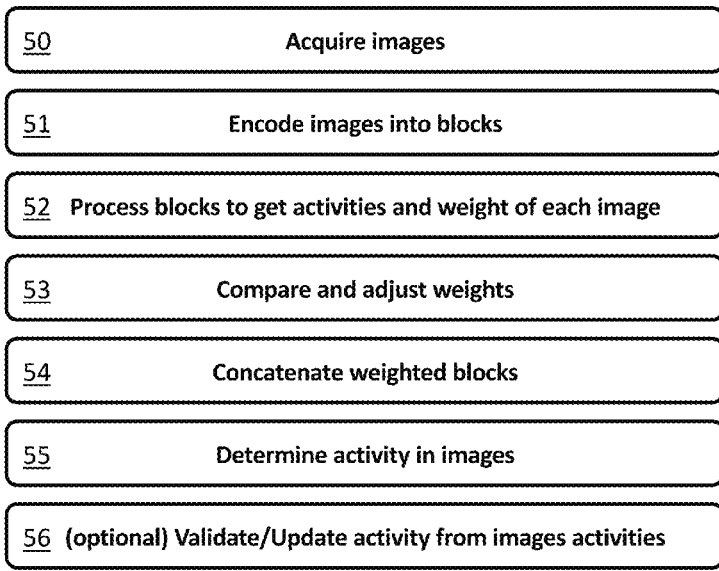 50 Acquire images
51 Encode images into blocks
52 Process blocks to get activities and weight of each image
53 Compare and adjust weights
54 Concatenate weighted blocks
55 Determine activity in images
56 (optional) Validate/Update activity from images activities